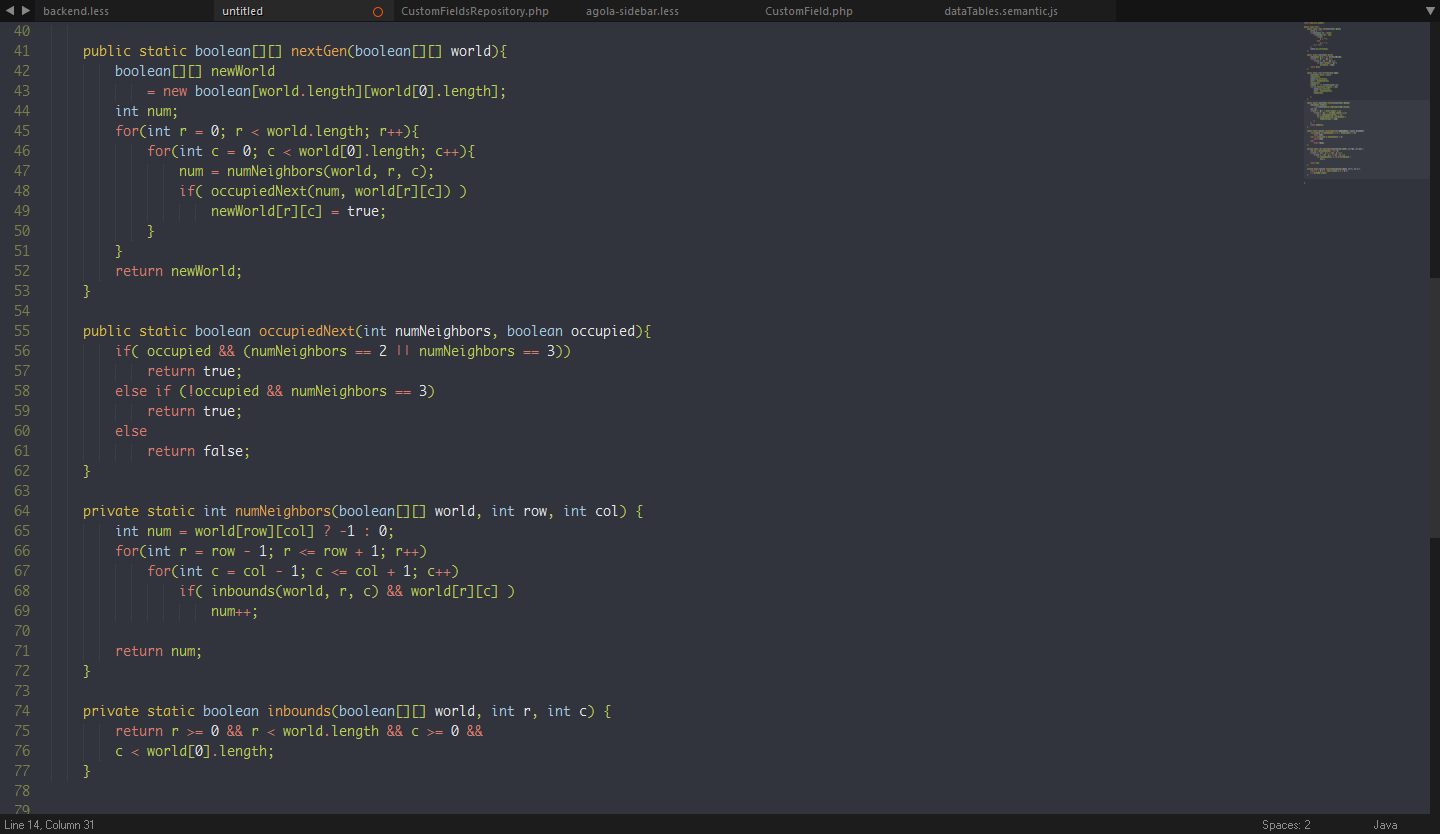 backend.less untitled CustomFieldsRepository.php agola-sidebar.less CustomField.php dataTables.semantic.js
40
41 public static boolean[][] nextGen(boolean[][] world){
42 boolean[][] newWorld
43 = new boolean[world.length][world[0].length];
44 int num;
45 for(int r = 0; r < world.length; r++){
46 for(int c = 0; c < world[0].length; c++){
47 num = numNeighbors(world, r, c);
48 if( occupiedNext(num, world[r][c]) )
49 newWorld[r][c] = true;
50 }
51 }
52 return newWorld;
53 }
54
55 public static boolean occupiedNext(int numNeighbors, boolean occupied){
56 if( occupied && (numNeighbors == 2 || numNeighbors == 3))
57 return true;
58 else if (!occupied && numNeighbors == 3)
59 return true;
60 else
61 return false;
62 }
63
64 private static int numNeighbors(boolean[][] world, int row, int col) {
65 int num = world[row][col] ? -1 : 0;
66 for(int r = row - 1; r <= row + 1; r++)
67 for(int c = col - 1; c <= col + 1; c++)
68 if( inbounds(world, r, c) && world[r][c] )
69 num++;
70
71 return num;
72 }
73
74 private static boolean inbounds(boolean[][] world, int r, int c) {
75 return r >= 0 && r < world.length && c >= 0 &&
76 c < world[0].length;
77 }
78
79
Line 14, Column 31 Spaces: 2 Java